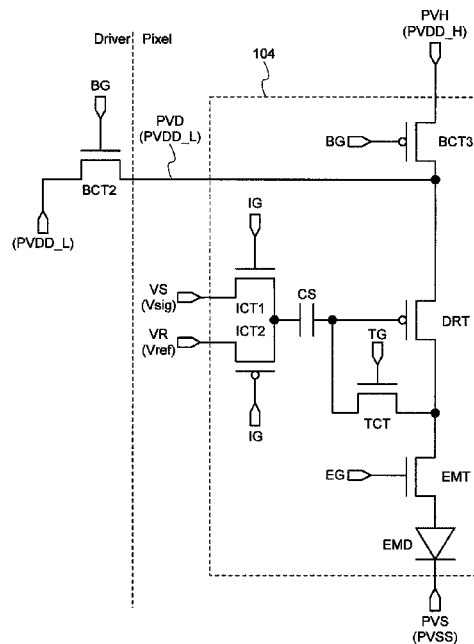 PVH
(PVDD_H)
Driver
Pixel
104
BG
PVD
(PVDD_L)
BG
BCT3
BCT2
(PVDD_L)
IG
VS
(Vsig)
ICT1
CS
VR
(Vref)
ICT2
TG
DRT
IG
TCT
EG
EMT
EMD
PVS
(PVSS)